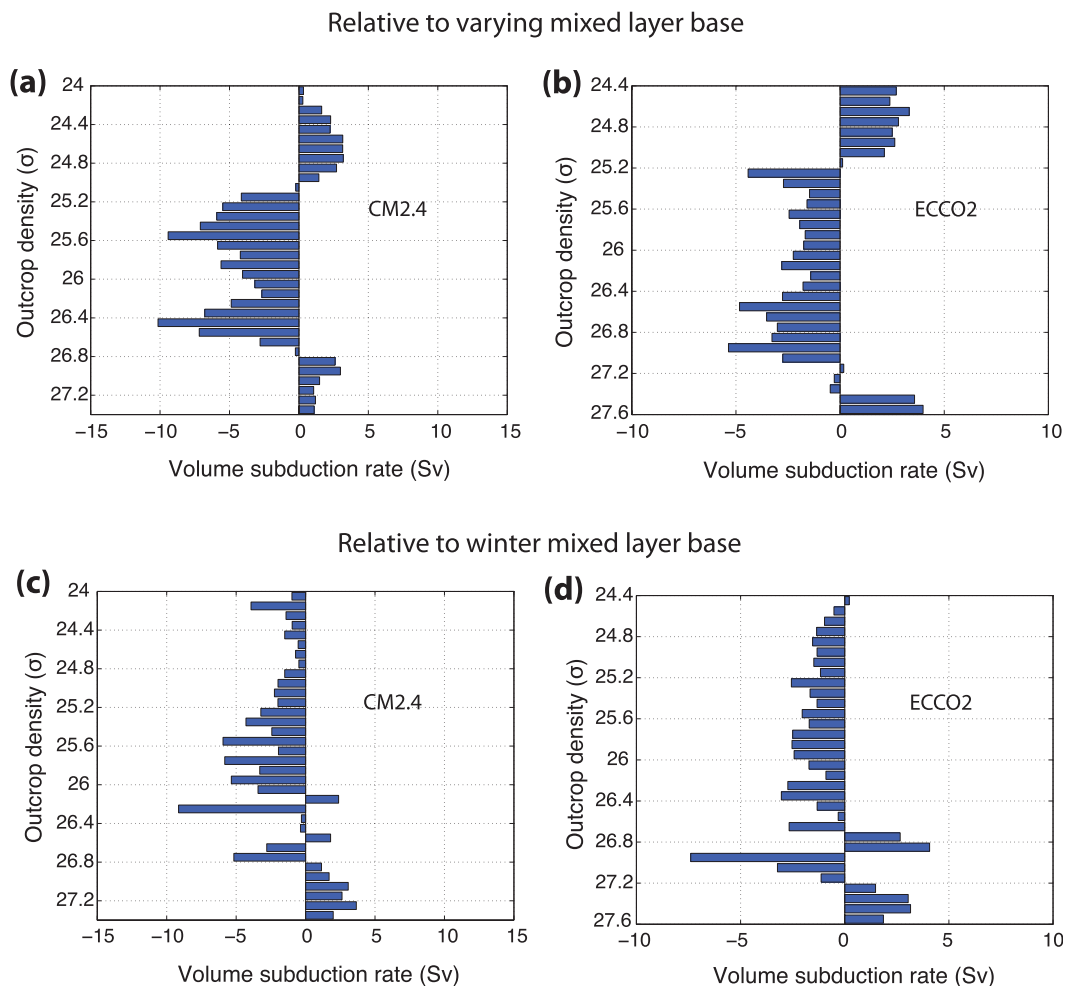 Relative to varying mixed layer base
(a)
24
24.4
24.8
25.2
25.6
26
26.4
26.8
27.2
Outcrop density (σ)
CM2.4
−15 −10 −5 0 5 10 15
Volume subduction rate (Sv)
(b)
24.4
24.8
25.2
25.6
26
26.4
26.8
27.2
27.6
Outcrop density (σ)
ECCO2
−10 −5 0 5 10
Volume subduction rate (Sv)
Relative to winter mixed layer base
(c)
24
24.4
24.8
25.2
25.6
26
26.4
26.8
27.2
Outcrop density (σ)
CM2.4
−15 −10 −5 0 5 10 15
Volume subduction rate (Sv)
(d)
24.4
24.8
25.2
25.6
26
26.4
26.8
27.2
27.6
Outcrop density (σ)
ECCO2
−10 −5 0 5 10
Volume subduction rate (Sv)